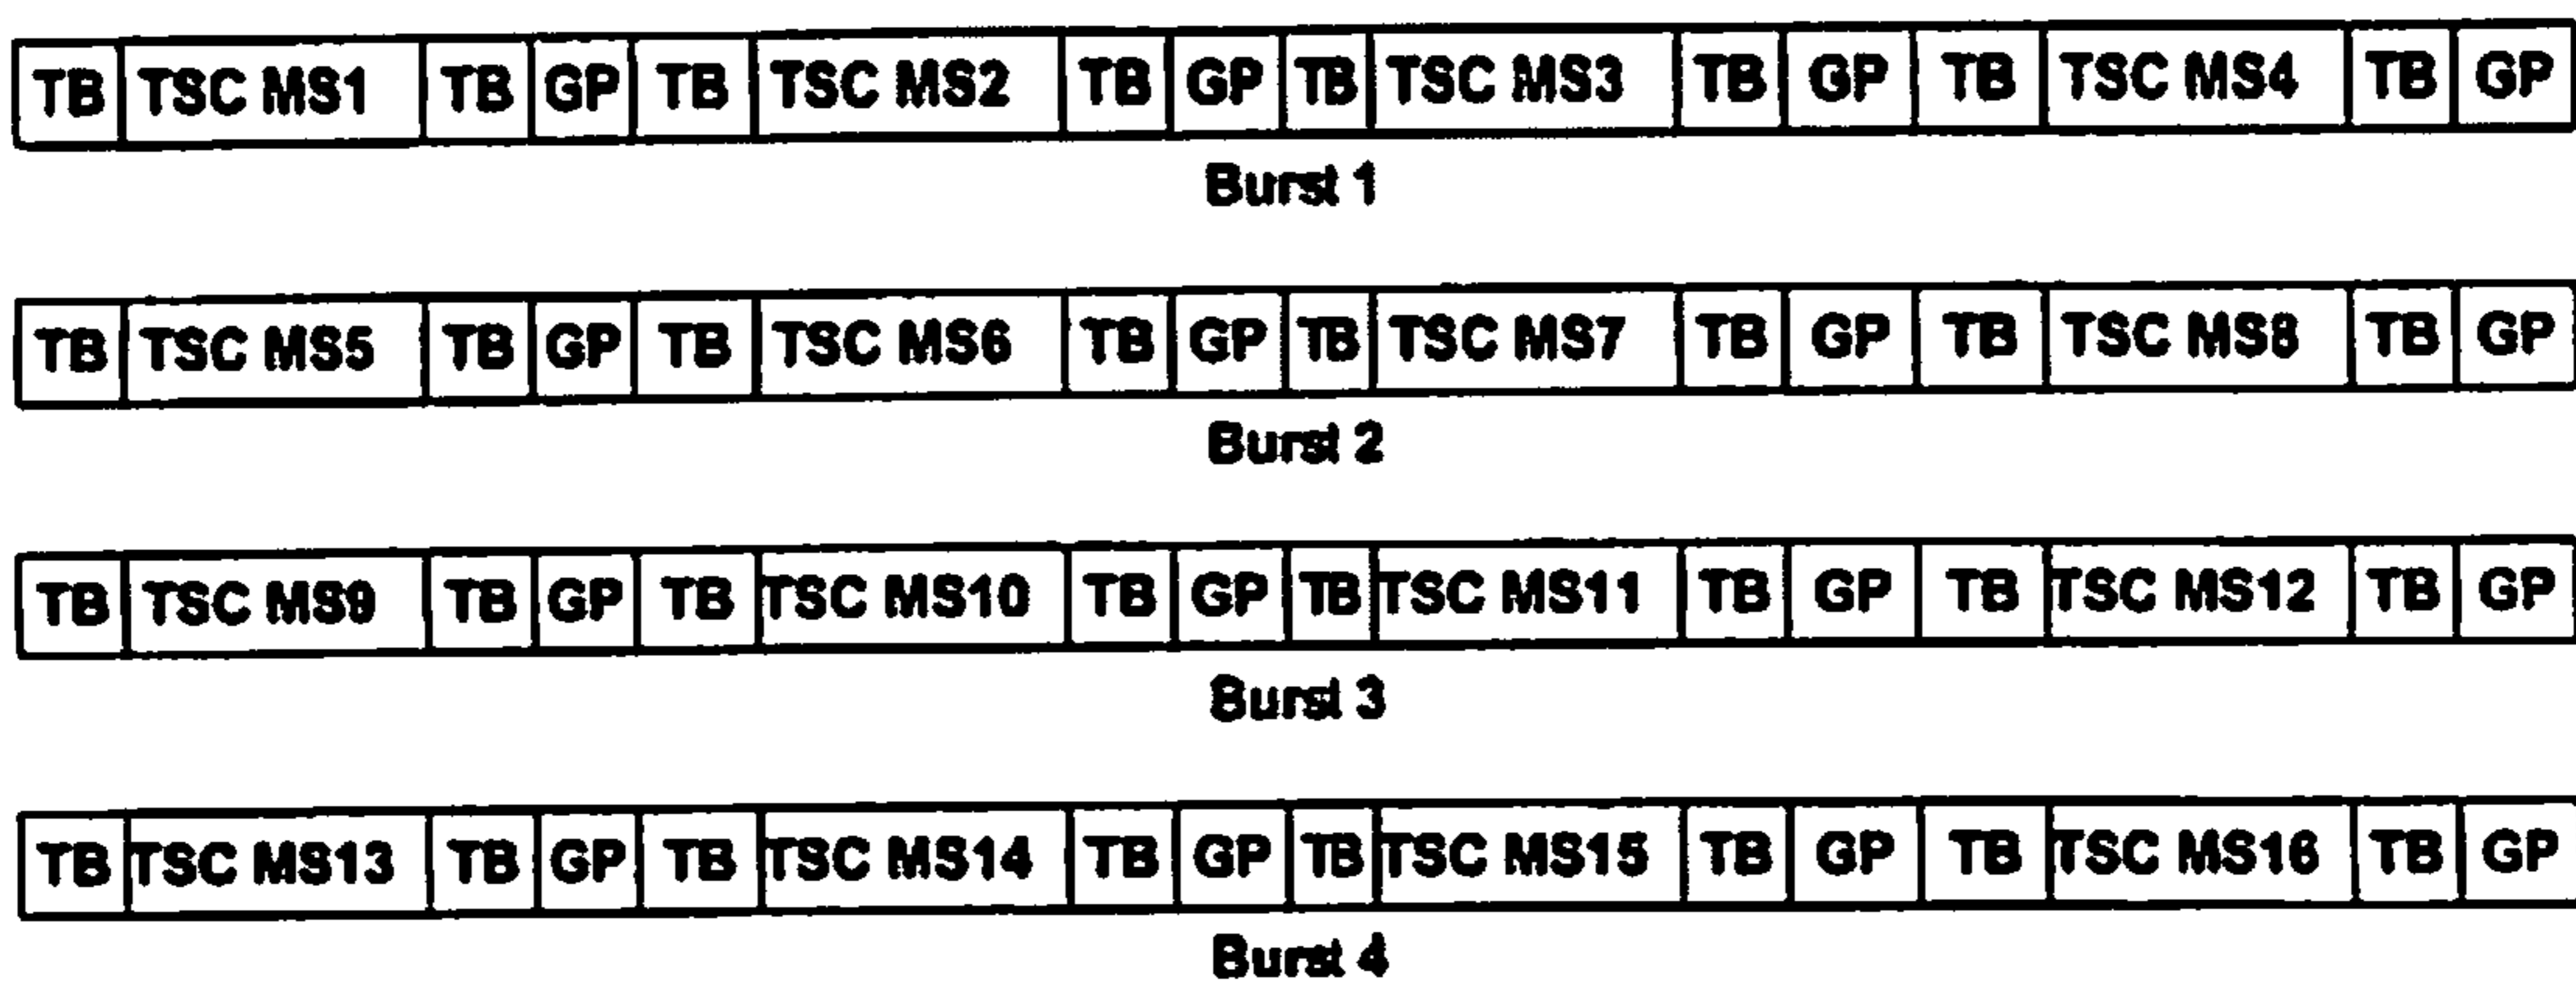 TB TSC MS1 TB GP TB TSC MS2 TB GP TB TSC MS3 TB GP TB TSC MS4 TB GP
Burst 1
TB TSC MS5 TB GP TB TSC MS6 TB GP TB TSC MS7 TB GP TB TSC MS8 TB GP
Burst 2
TB TSC MS9 TB GP TB TSC MS10 TB GP TB TSC MS11 TB GP TB TSC MS12 TB GP
Burst 3
TB TSC MS13 TB GP TB TSC MS14 TB GP TB TSC MS15 TB GP TB TSC MS16 TB GP
Burst 4